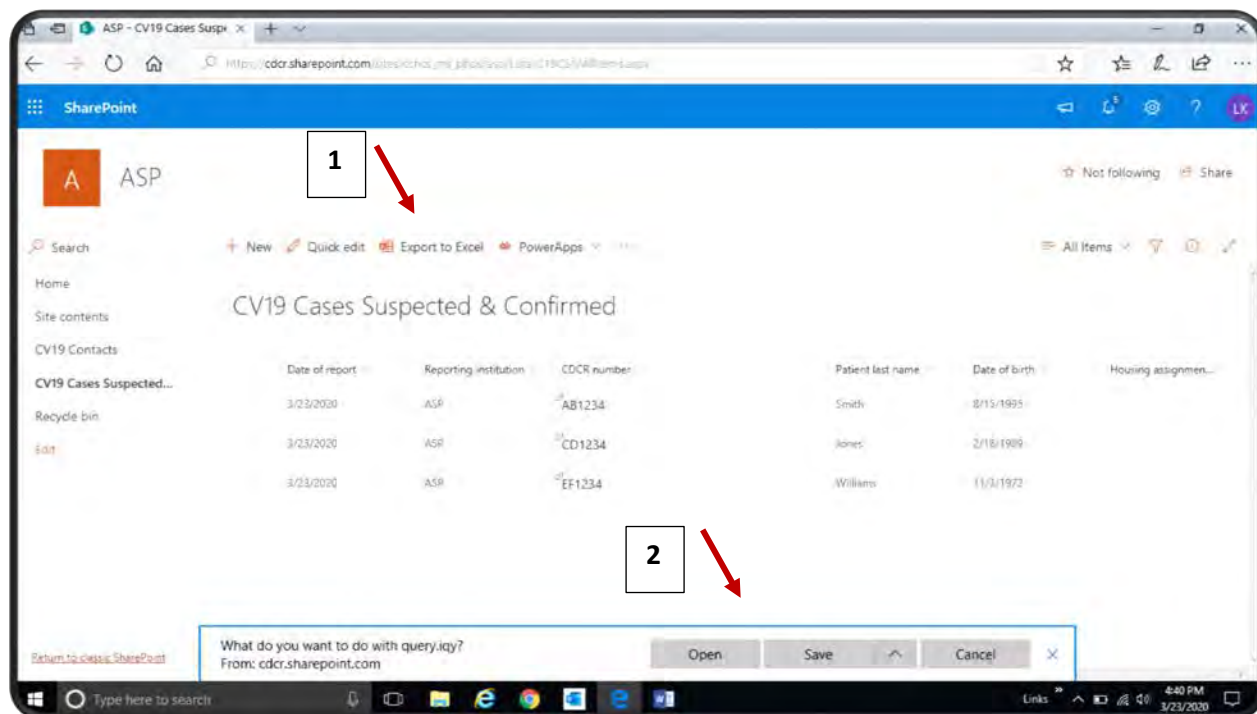 ASP - CV19 Cases Suspe
cdcr.sharepoint.com
SharePoint
5
LK
1
A
ASP
Not following
Share
Search
New
Quick edit
Export to Excel
PowerApps
All Items
Home
Site contents
CV19 Contacts
CV19 Cases Suspected...
Recycle bin
Edit
CV19 Cases Suspected & Confirmed
Date of report
Reporting institution
CDCR number
Patient last name
Date of birth
Housing assignmen...
3/23/2020
ASP
AB1234
Smith
8/15/1995
3/23/2020
ASP
CD1234
Jones
2/18/1989
3/23/2020
ASP
EF1234
Williams
11/3/1972
2
What do you want to do with query.iqy?
From: cdcr.sharepoint.com
Open
Save
Cancel
Return to classic SharePoint
Type here to search
Links
4:40 PM
3/23/2020